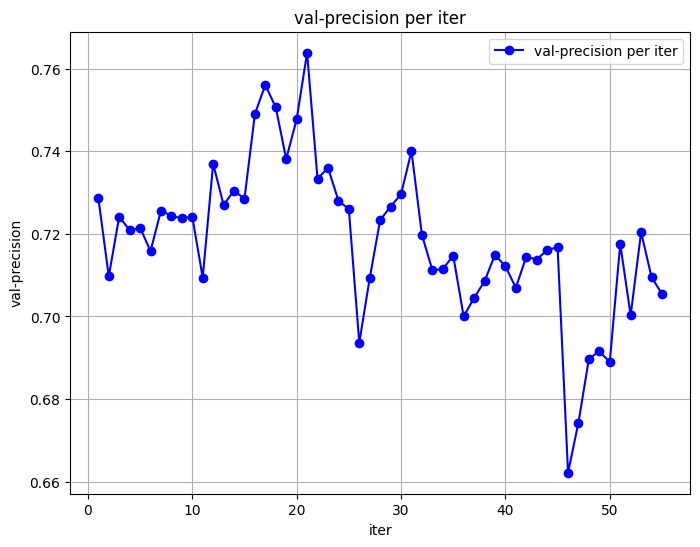 val-precision per iter
val-precision per iter
0.76
0.74
0.72
0.70
0.68
0.66
val-precision
0 10 20 30 40 50
iter